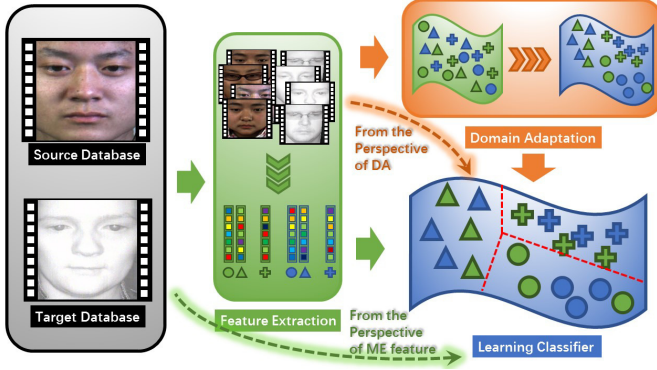 Source Database
Target Database
Feature Extraction
From the
Perspective
of DA
Domain Adaptation
From the
Perspective
of ME feature
Learning Classifier